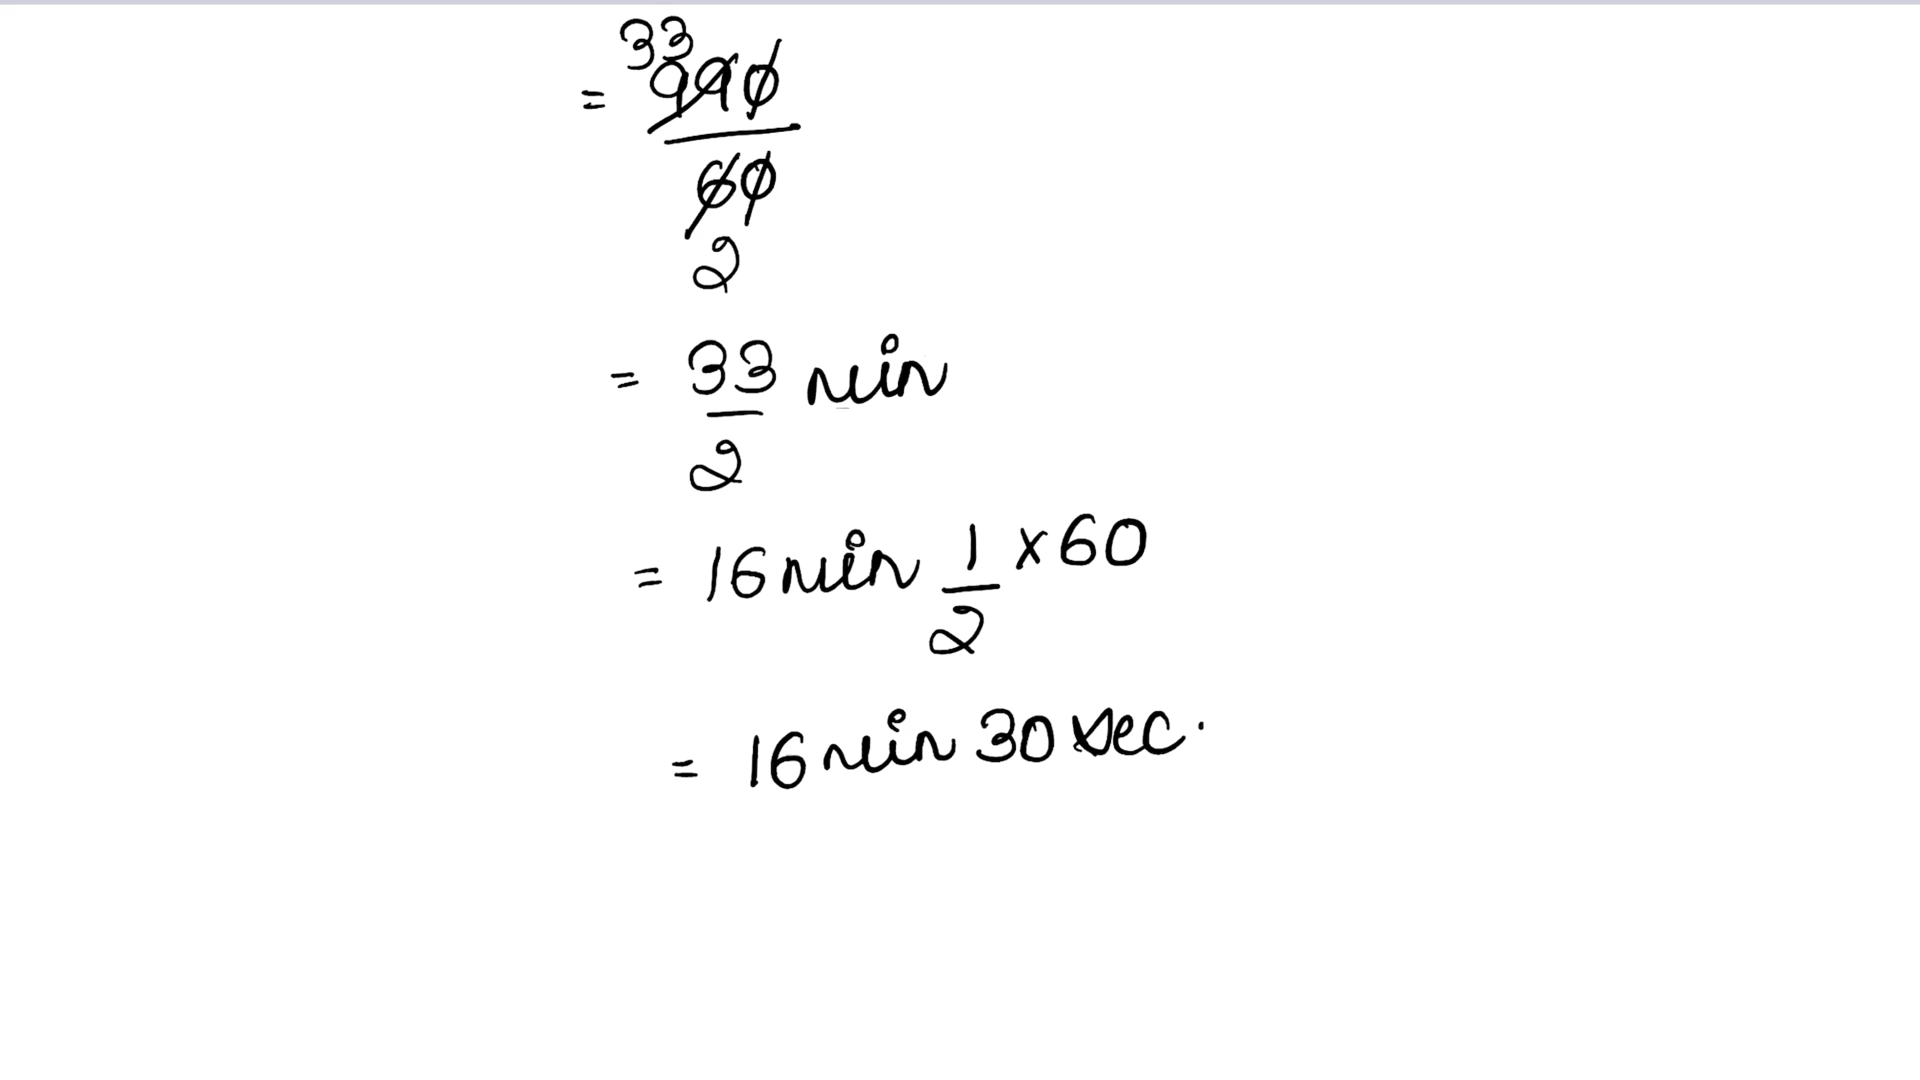 33
= 990
60
2
= 33 min
2
= 16 min 1 × 60
2
= 16 min 30 sec.